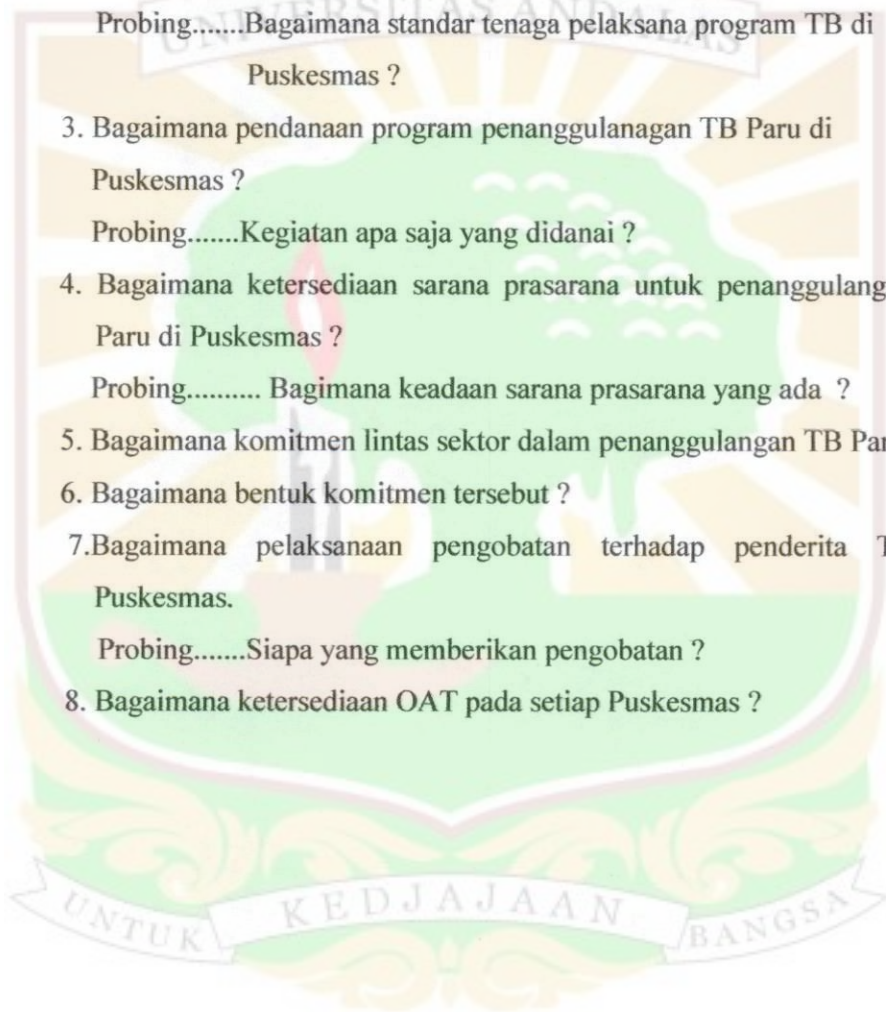 UNIVERSITAS ANDALAS
Probing.......Bagaimana standar tenaga pelaksana program TB di
Puskesmas ?
3. Bagaimana pendanaan program penanggulanagan TB Paru di
Puskesmas ?
Probing.......Kegiatan apa saja yang didanai ?
4. Bagaimana ketersediaan sarana prasarana untuk penanggulang
Paru di Puskesmas ?
Probing.......... Bagimana keadaan sarana prasarana yang ada ?
5. Bagaimana komitmen lintas sektor dalam penanggulangan TB Par
6. Bagaimana bentuk komitmen tersebut ?
7.Bagaimana pelaksanaan pengobatan terhadap penderita T
Puskesmas.
Probing.......Siapa yang memberikan pengobatan ?
8. Bagaimana ketersediaan OAT pada setiap Puskesmas ?
UNTUK KEDJAJAAN BANGSA